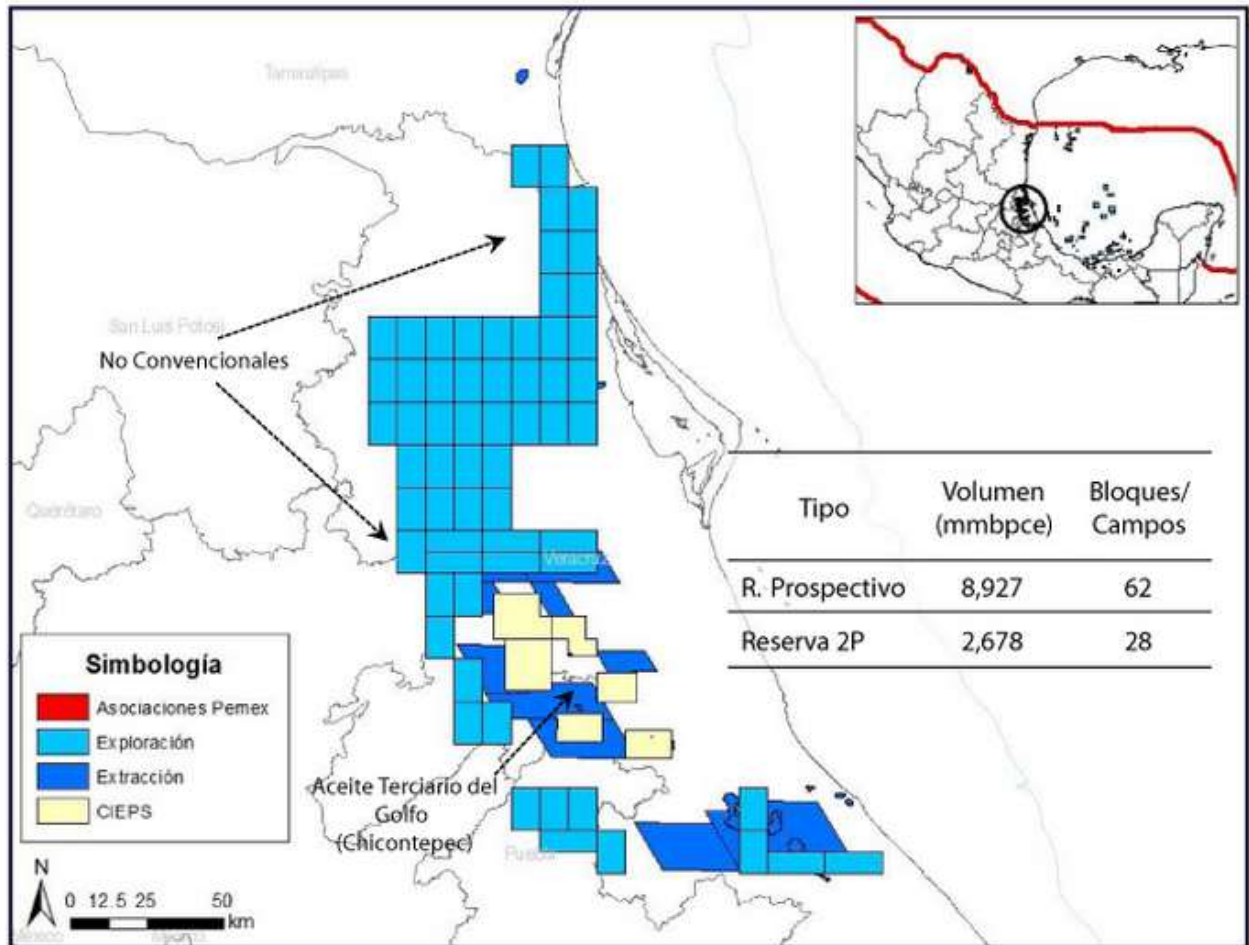 Tamaulipas
San Luis Potosí
No Convencionales
Querétaro
Veracruz
Tipo
Volumen
(mmbpce)
Bloques/
Campos
R. Prospectivo
8,927
62
Reserva 2P
2,678
28
Simbología
Asociaciones Pemex
Exploración
Extracción
CIEPS
Aceite Terciario del
Golfo
(Chicontepec)
Puebla
N
0 12.5 25 50
km
México